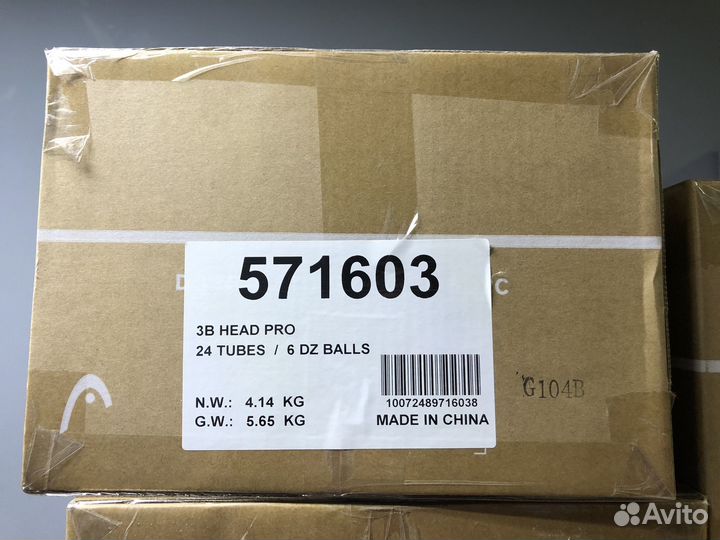 571603
D
C
3B HEAD PRO
24 TUBES / 6 DZ BALLS
N.W.: 4.14 KG
G.W.: 5.65 KG
10072489716038
MADE IN CHINA
G104B
Avito